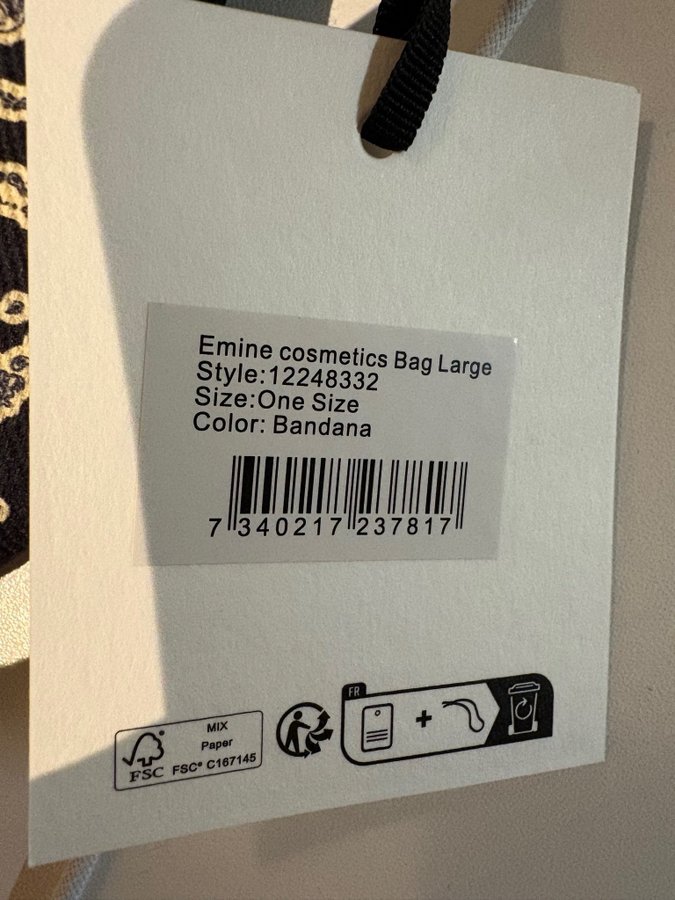 Emine cosmetics Bag Large
Style:12248332
Size:One Size
Color: Bandana
7 340217 237817
FR
MIX
Paper
FSC® C167145
FSC